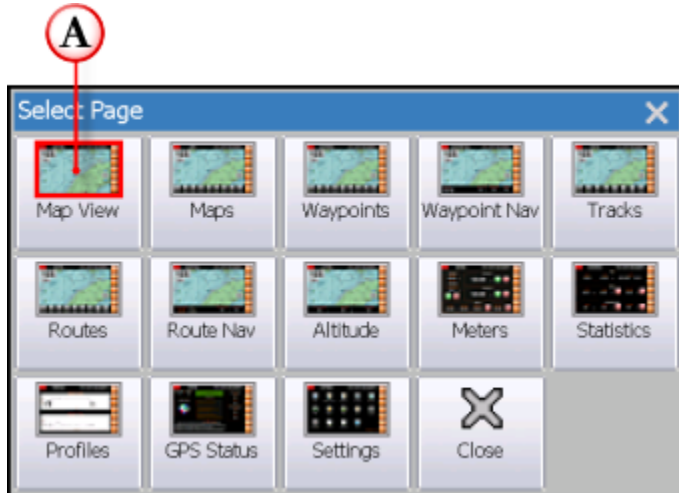 A
Select Page
Map View Maps Waypoints Waypoint Nav Tracks
Routes Route Nav Altitude Meters Statistics
Profiles GPS Status Settings Close